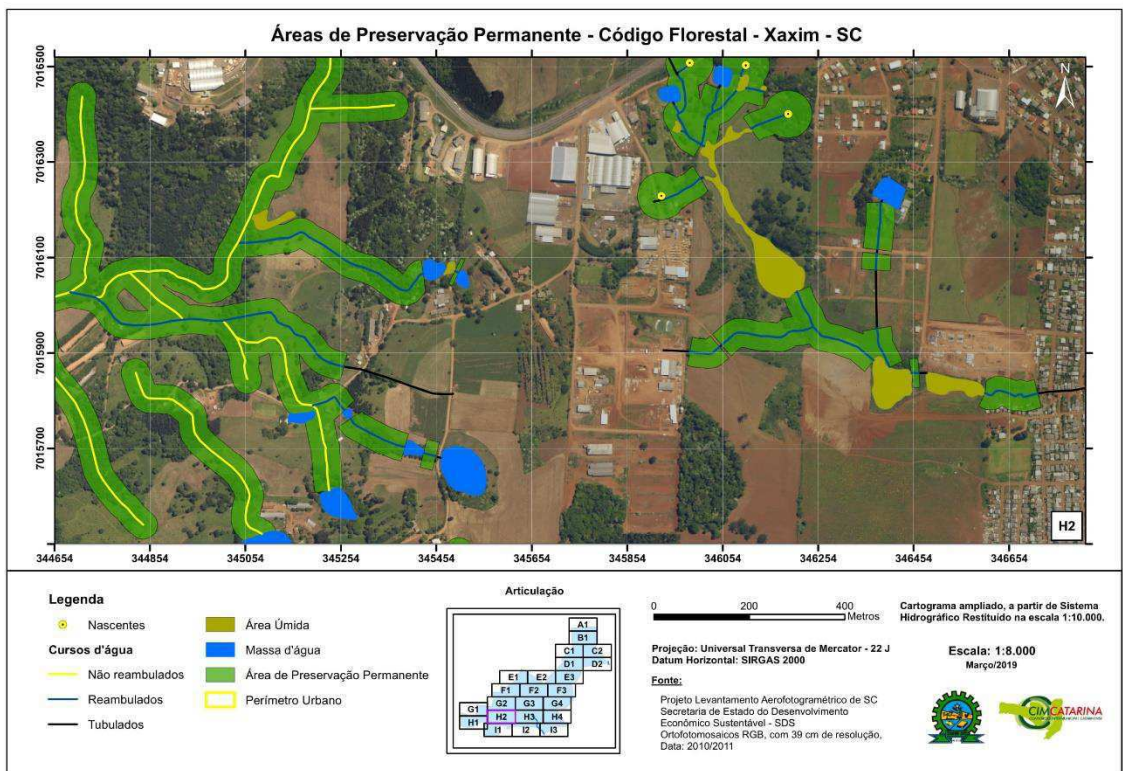 Áreas de Preservação Permanente - Código Florestal - Xaxim - SC
7016500
7016300
7016100
7015900
7015700
N
H2
344654 344854 345054 345254 345454 345654 345854 346054 346254 346454 346654
Legenda
Nascentes
Cursos d'água
Não reambulados
Reambulados
Tubulados
Área Úmida
Massa d'água
Área de Preservação Permanente
Perímetro Urbano
Articulação
A1
B1
C1 C2
D1 D2
E1 E2 E3
F1 F2 F3
G1 G2 G3 G4
H1 H2 H3 H4
I1 I2 I3
0 200 400
Metros
Projeção: Universal Transversa de Mercator - 22 J
Datum Horizontal: SIRGAS 2000
Fonte:
Projeto Levantamento Aerofotogramétrico de SC
Secretaria de Estado do Desenvolvimento
Econômico Sustentável - SDS
Ortofotomosaicos RGB, com 39 cm de resolução,
Data: 2010/2011
Cartograma ampliado, a partir de Sistema
Hidrográfico Restituído na escala 1:10.000.
Escala: 1:8.000
Março/2019
CIMCATARINA